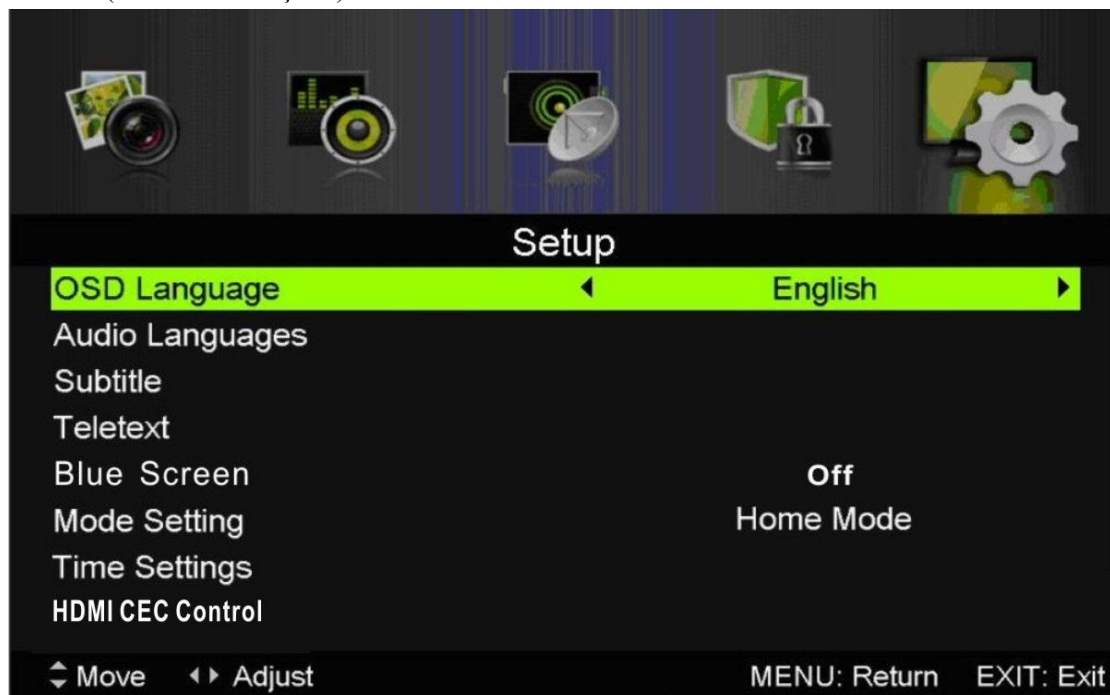 Setup
OSD Language English
Audio Languages
Subtitle
Teletext
Blue Screen Off
Mode Setting Home Mode
Time Settings
HDMI CEC Control
Move Adjust MENU: Return EXIT: Exit